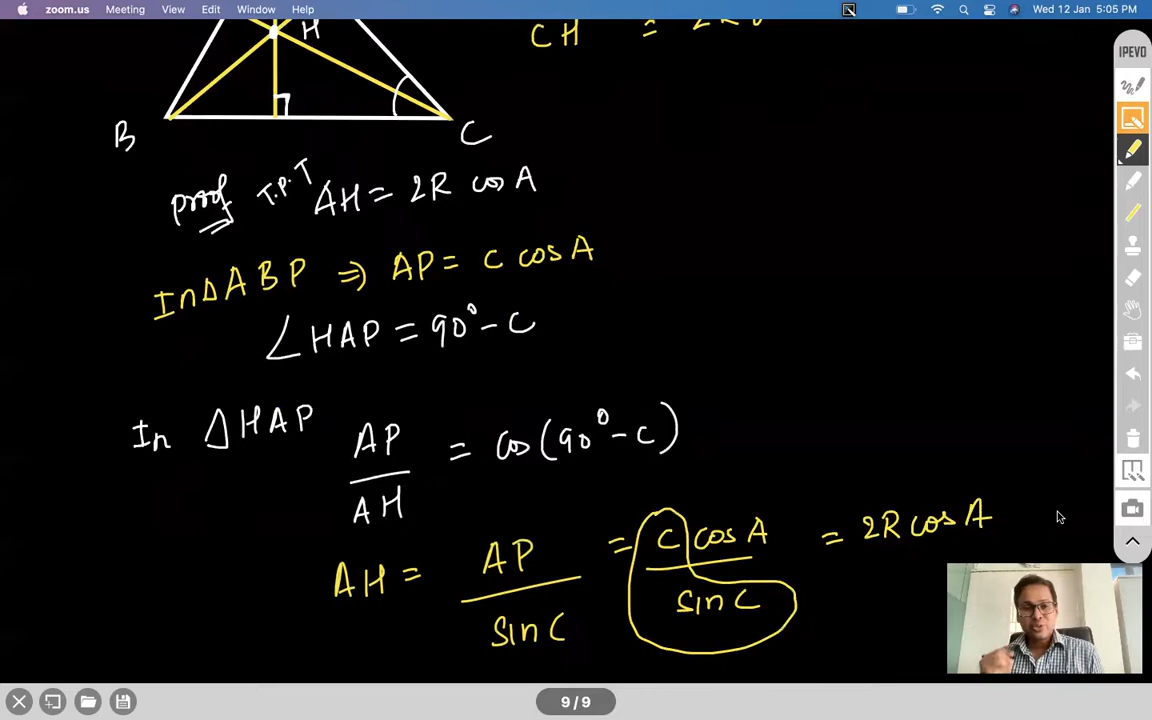 zoom.us Meeting View Edit Window Help Wed 12 Jan 5:05 PM
IPEVO
H
CH = 2R
B
C
proof T.P.T AH = 2R cos A
In Δ ABP ⇒ AP = c cos A
∠HAP = 90° - C
In ΔHAP AP/AH = cos(90° - C)
AH = AP/sin C = c cos A/sin C = 2R cos A
9/9